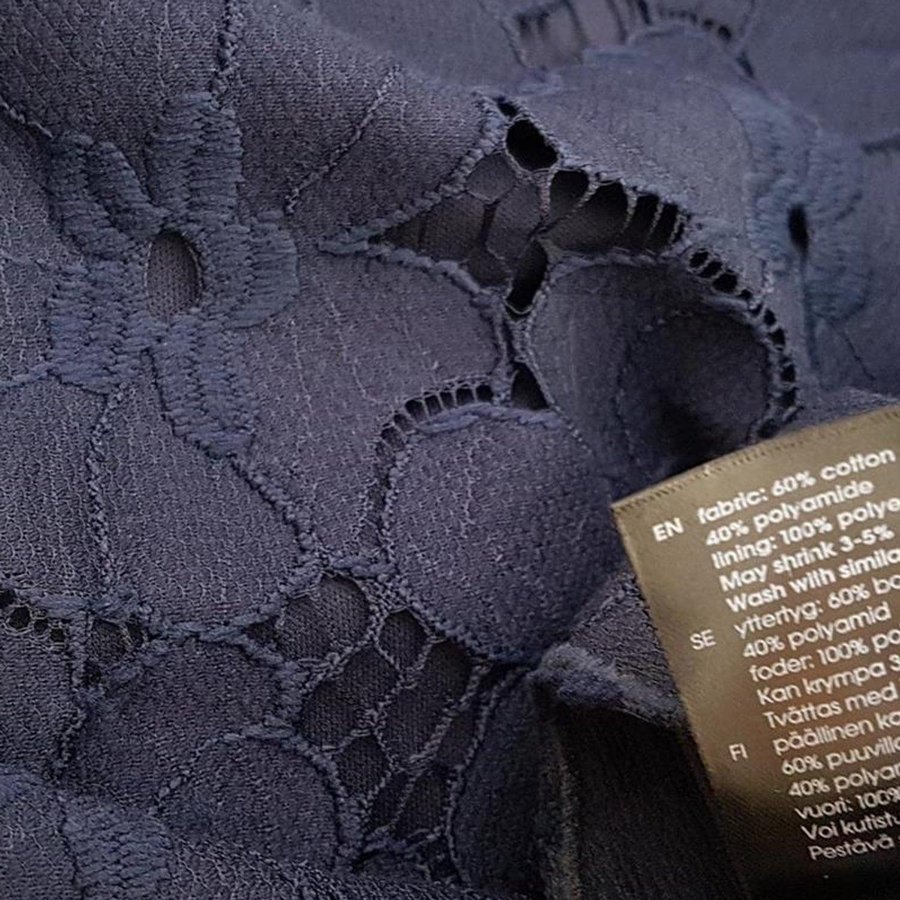 EN fabric: 60% cotton
40% polyamide
lining: 100% polye
May shrink 3-5%
Wash with simila
SE yttertyg: 60% bo
40% polyamid
foder: 100% po
Kan krympa 3
Tvättas med
FI päällinen ko
60% puuvilla
40% polyam
vuori: 100%
Voi kutistu
Pestävä